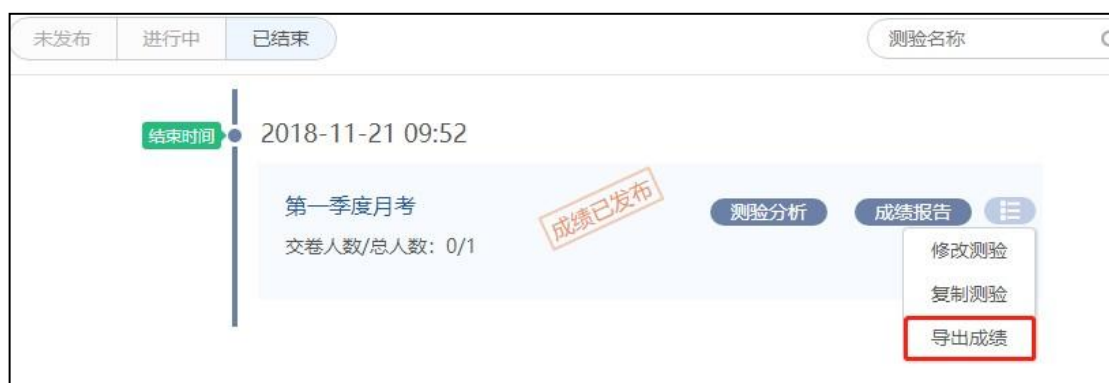 未发布 进行中 已结束 测验名称
结束时间 2018-11-21 09:52
第一季度月考 成绩已发布 测验分析 成绩报告
交卷人数/总人数：0/1
修改测验
复制测验
导出成绩